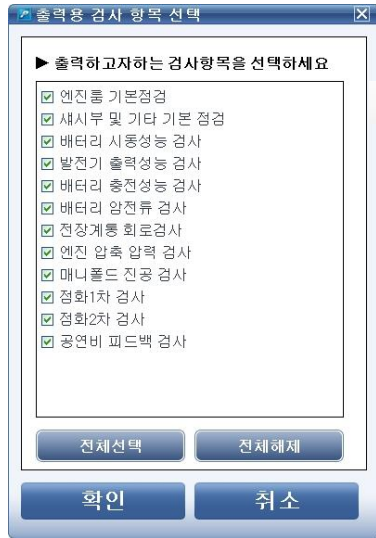 출력용 검사 항목 선택
▶ 출력하고자하는 검사항목을 선택하세요
엔진룸 기본점검
섀시부 및 기타 기본 점검
배터리 시동성능 검사
발전기 출력성능 검사
배터리 충전성능 검사
배터리 암전류 검사
전장계통 회로검사
엔진 압축 압력 검사
매니폴드 진공 검사
점화1차 검사
점화2차 검사
공연비 피드백 검사
전체선택 전체해제
확인 취소